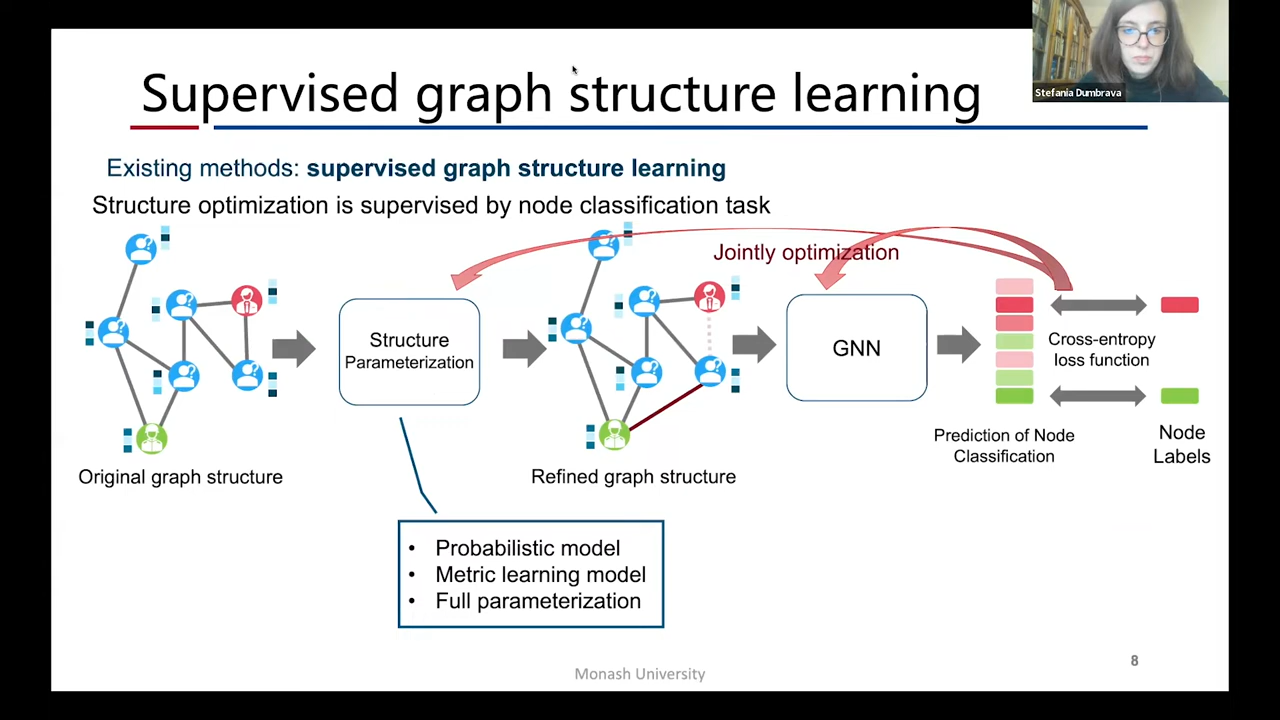 Supervised graph structure learning
Stefania Dumbrava
Existing methods: supervised graph structure learning
Structure optimization is supervised by node classification task
Jointly optimization
Structure
Parameterization
GNN
Cross-entropy
loss function
Prediction of Node
Classification
Node
Labels
Original graph structure
Refined graph structure
• Probabilistic model
• Metric learning model
• Full parameterization
Monash University
8